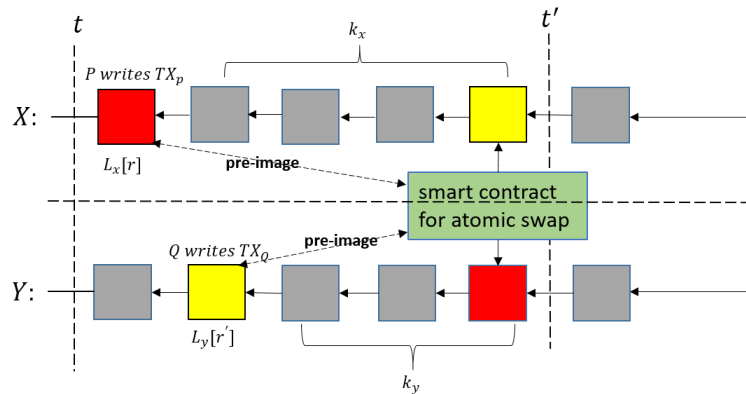 t
t′
k_x
P writes TX_p
X:
L_x[r]
pre-image
smart contract
for atomic swap
pre-image
Q writes TX_Q
Y:
L_y[r′]
k_y